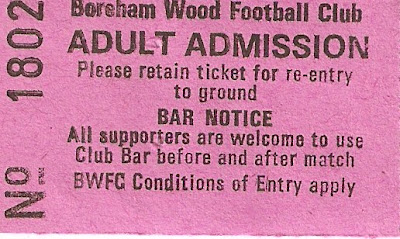 Boreham Wood Football Club
ADULT ADMISSION
Please retain ticket for re-entry
to ground
BAR NOTICE
All supporters are welcome to use
Club Bar before and after match
BWFC Conditions of Entry apply
No 1802